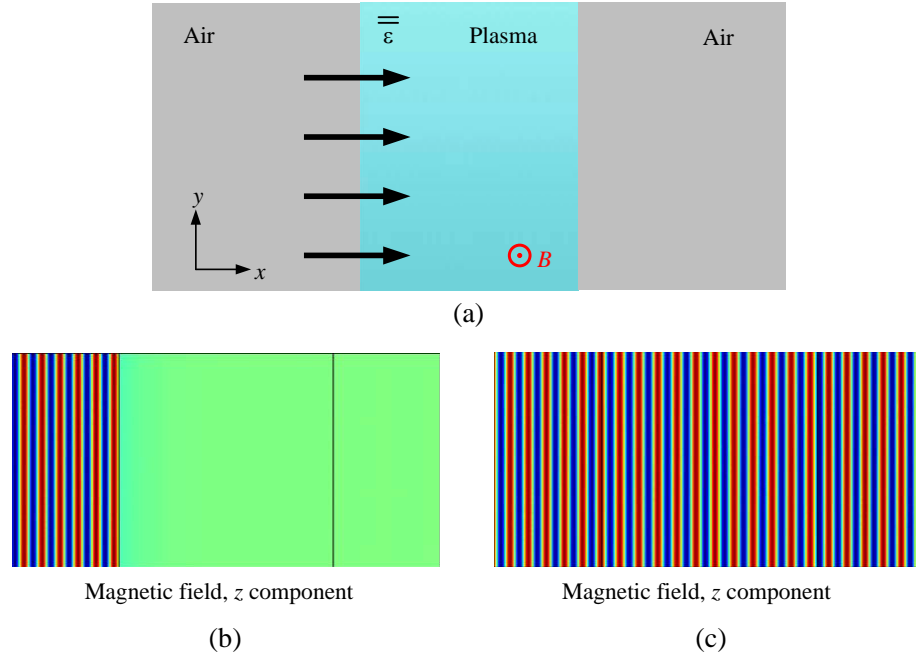 Air
ε̿
Plasma
Air
y
x
B
(a)
Magnetic field, z component
Magnetic field, z component
(b)
(c)